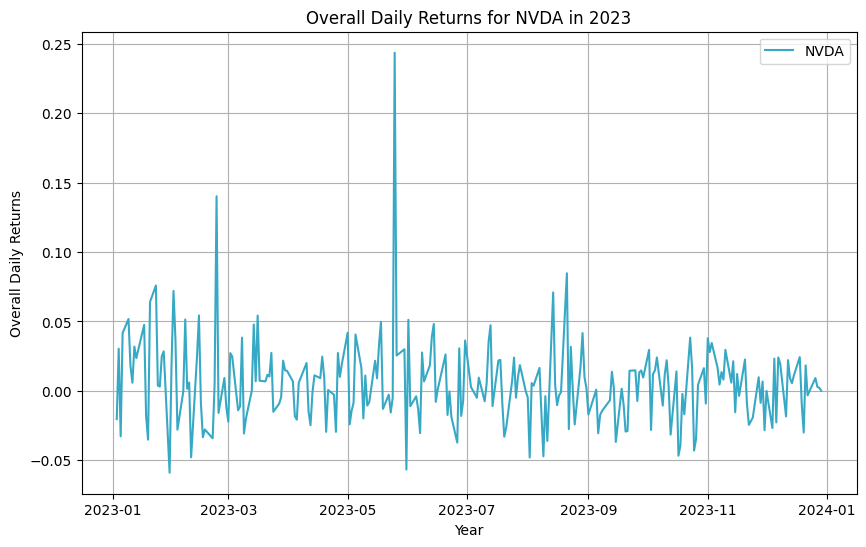 Overall Daily Returns for NVDA in 2023
NVDA
0.25
0.20
0.15
0.10
0.05
0.00
−0.05
Overall Daily Returns
2023-01 2023-03 2023-05 2023-07 2023-09 2023-11 2024-01
Year